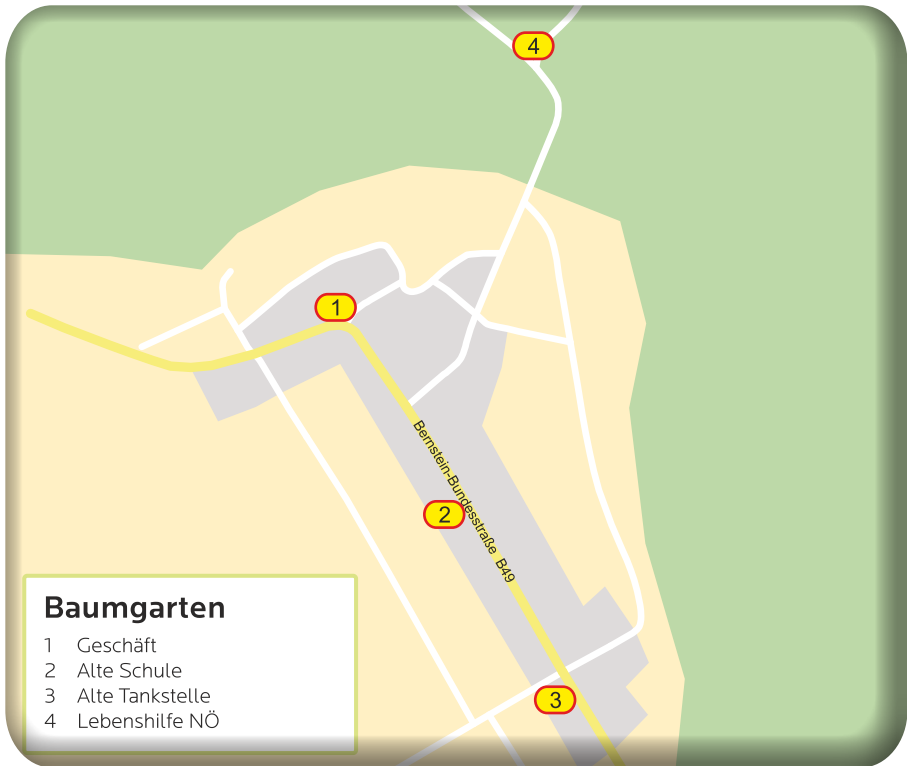 4
1
Bernstein-Bundesstraße B49
2
3
Baumgarten
1 Geschäft
2 Alte Schule
3 Alte Tankstelle
4 Lebenshilfe NÖ